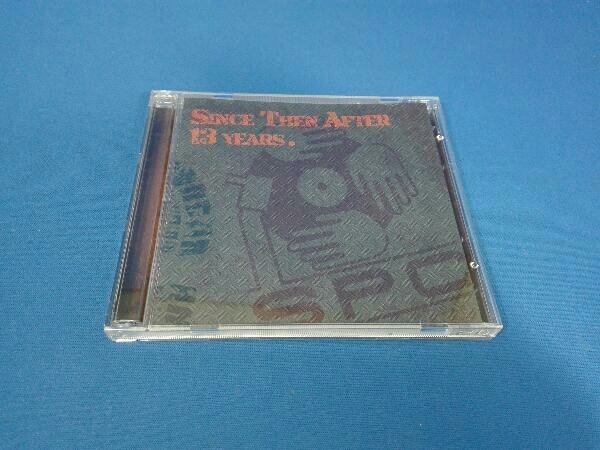 SINCE THEN AFTER
13 YEARS.
SPC